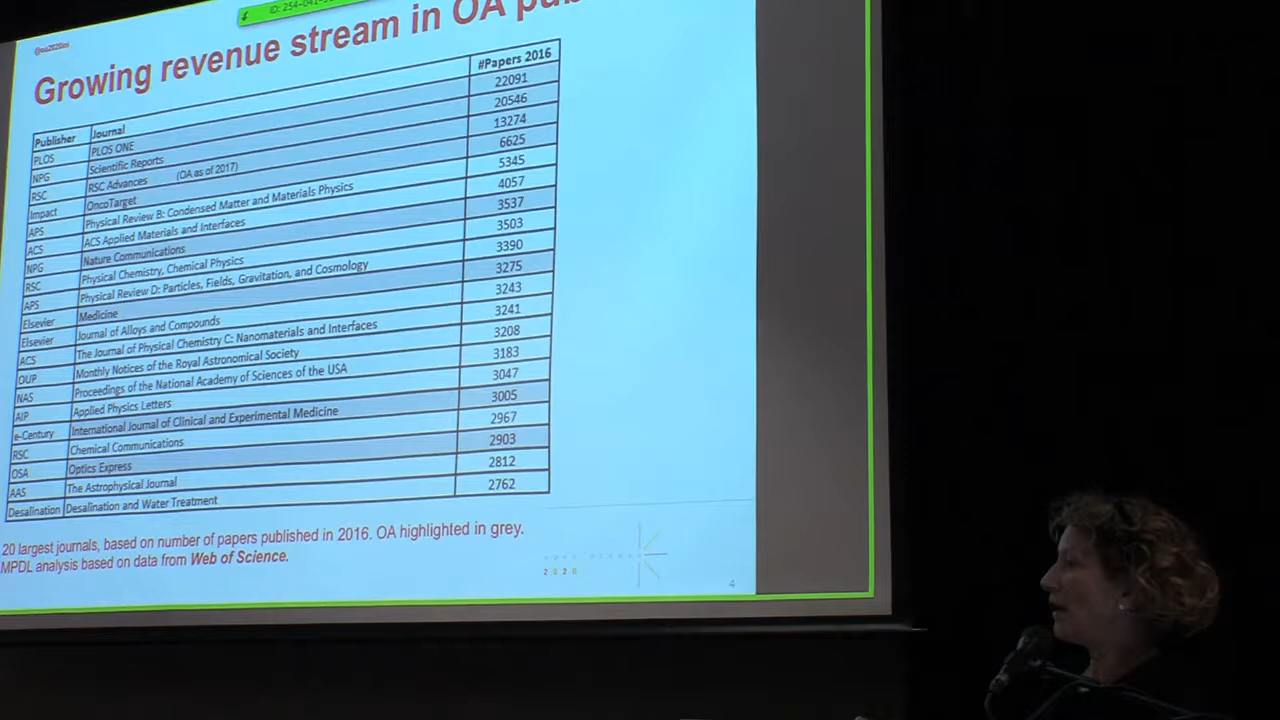 ID: 254-041-
@oa2020ini
Growing revenue stream in OA pub
Publisher Journal #Papers 2016
PLOS PLOS ONE 22091
NPG Scientific Reports 20546
RSC RSC Advances (OA as of 2017) 13274
Impact OncoTarget 6625
APS Physical Review B: Condensed Matter and Materials Physics 5345
ACS ACS Applied Materials and Interfaces 4057
NPG Nature Communications 3537
RSC Physical Chemistry, Chemical Physics 3503
APS Physical Review D: Particles, Fields, Gravitation, and Cosmology 3390
Elsevier Medicine 3275
Elsevier Journal of Alloys and Compounds 3243
ACS The Journal of Physical Chemistry C: Nanomaterials and Interfaces 3241
OUP Monthly Notices of the Royal Astronomical Society 3208
NAS Proceedings of the National Academy of Sciences of the USA 3183
AIP Applied Physics Letters 3047
e-Century International Journal of Clinical and Experimental Medicine 3005
RSC Chemical Communications 2967
OSA Optics Express 2903
AAS The Astrophysical Journal 2812
Desalination Desalination and Water Treatment 2762
20 largest journals, based on number of papers published in 2016. OA highlighted in grey.
MPDL analysis based on data from Web of Science.
2020
4